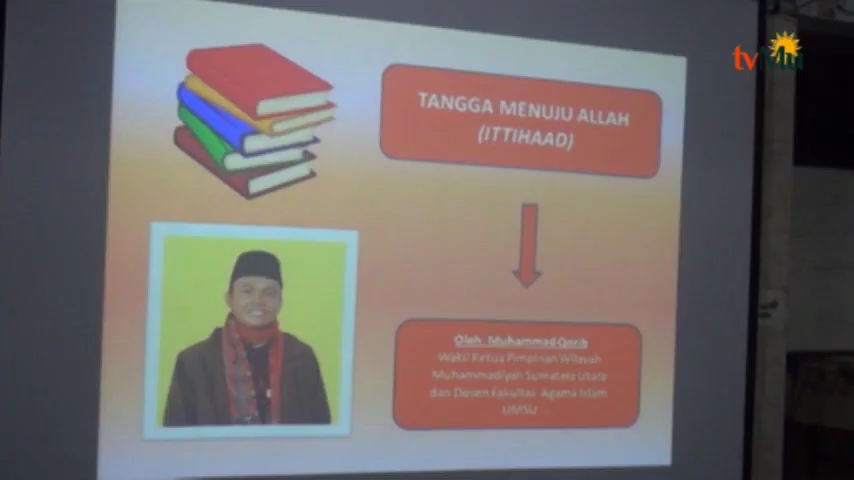 tvMu
TANGGA MENUJU ALLAH
(ITTIHAAD)
Oleh Muhammad Qorib
Wakil Ketua Pimpinan Wilayah
Muhammadiyah Sumatera Utara
dan Dosen Fakultas Agama Islam
UMSU